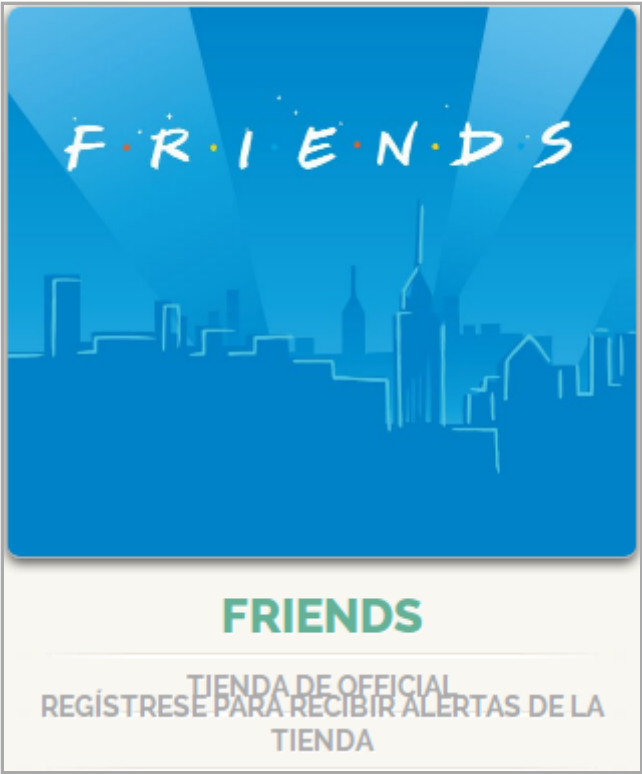 F·R·I·E·N·D·S
FRIENDS
TIENDA DE OFFICIAL
REGÍSTRESE PARA RECIBIR ALERTAS DE LA
TIENDA